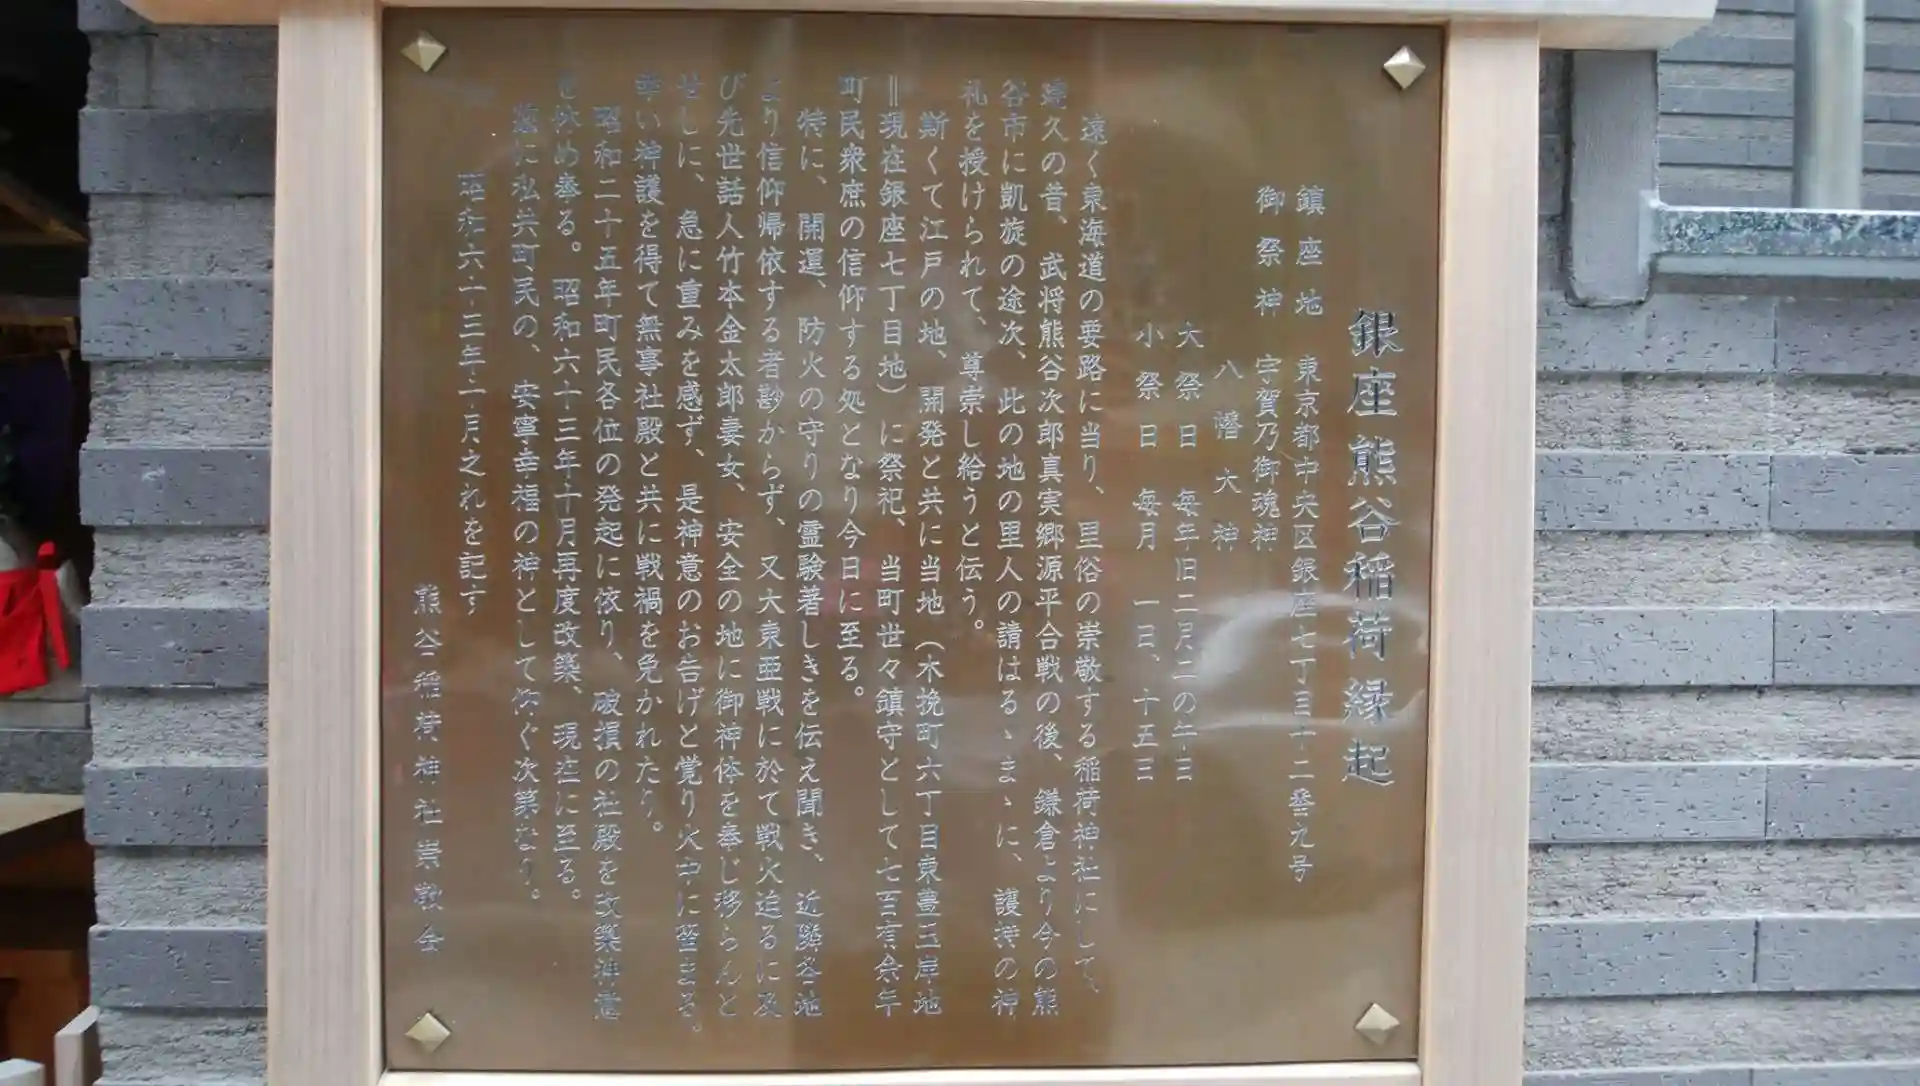 銀座熊谷稲荷縁起
鎮座地 東京都中央区銀座七丁目十二番九号
御祭神 宇賀乃御魂神
八幡大神
大祭日 毎年旧二月二の午日
小祭日 毎月 一日、十五日
遠く東海道の要路に当り、里俗の崇敬する稲荷神社にして、
建久の昔、武将熊谷次郎真実郷源平合戦の後、鎌倉より今の熊
谷市に凱旋の途次、此の地の里人の請はるゝまゝに、護持の神
札を授けられて、尊崇し給うと伝う。
斯くて江戸の地、開発と共に当地（木挽町六丁目東豊玉岸地
＝現在銀座七丁目地）に祭祀、当町世々鎮守として七百有余年
町民衆庶の信仰する処となり今日に至る。
特に、開運、防火の守りの霊験著しきを伝え聞き、近隣各地
より信仰帰依する者尠からず、又大東亜戦に於て戦火迫るに及
び先世話人竹本金太郎妻女、安全の地に御神体を奉じ移らんと
せしに、急に重みを感ず、是神意のお告げと覚り火中に留まる。
幸い神護を得て無事社殿と共に戦禍を免かれたり。
昭和二十五年町民各位の発起に依り、破損の社殿を改築神意
を休め奉る。昭和六十三年十月再度改築、現在に至る。
茲に私共町民の、安寧幸福の神として仰ぐ次第なり。
昭和六十三年十月之れを記す
熊谷稲荷神社崇敬会